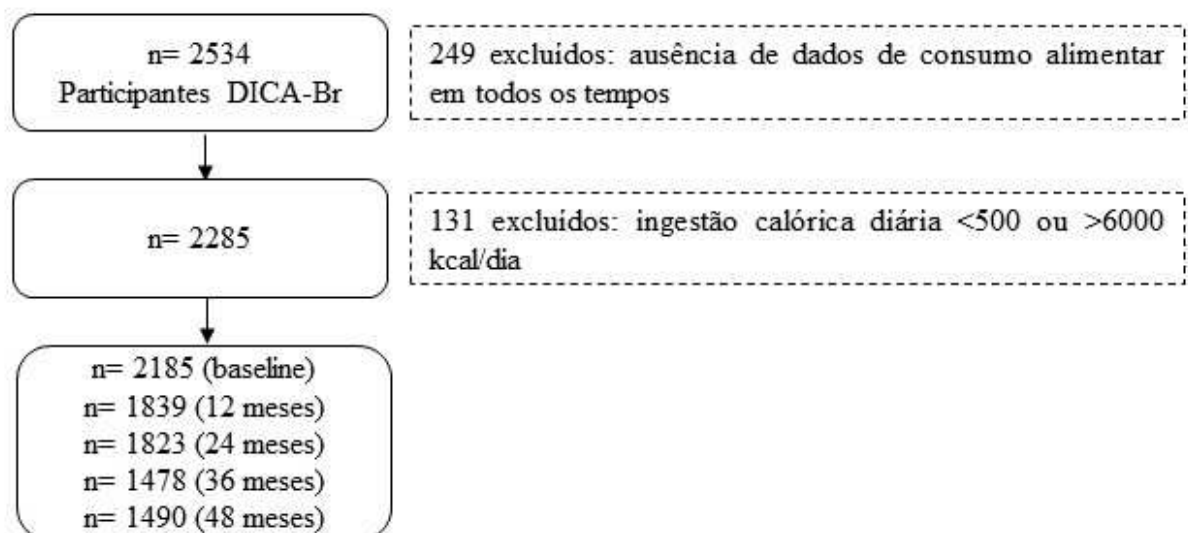 n= 2534
Participantes DICA-Br
249 excluídos: ausência de dados de consumo alimentar
em todos os tempos
n= 2285
131 excluídos: ingestão calórica diária <500 ou >6000
kcal/dia
n= 2185 (baseline)
n= 1839 (12 meses)
n= 1823 (24 meses)
n= 1478 (36 meses)
n= 1490 (48 meses)